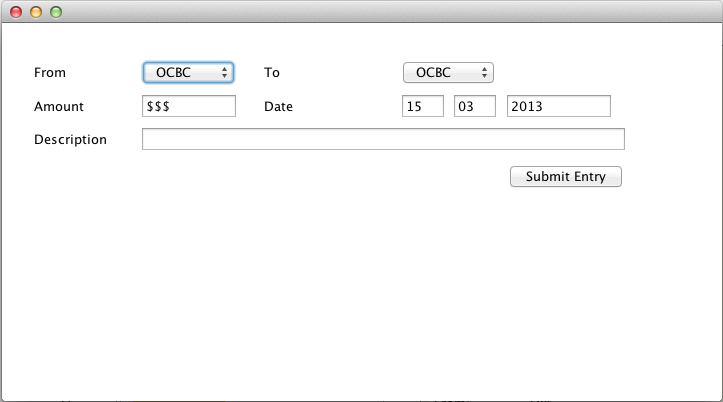 From OCBC To OCBC
Amount $$$ Date 15 03 2013
Description
Submit Entry